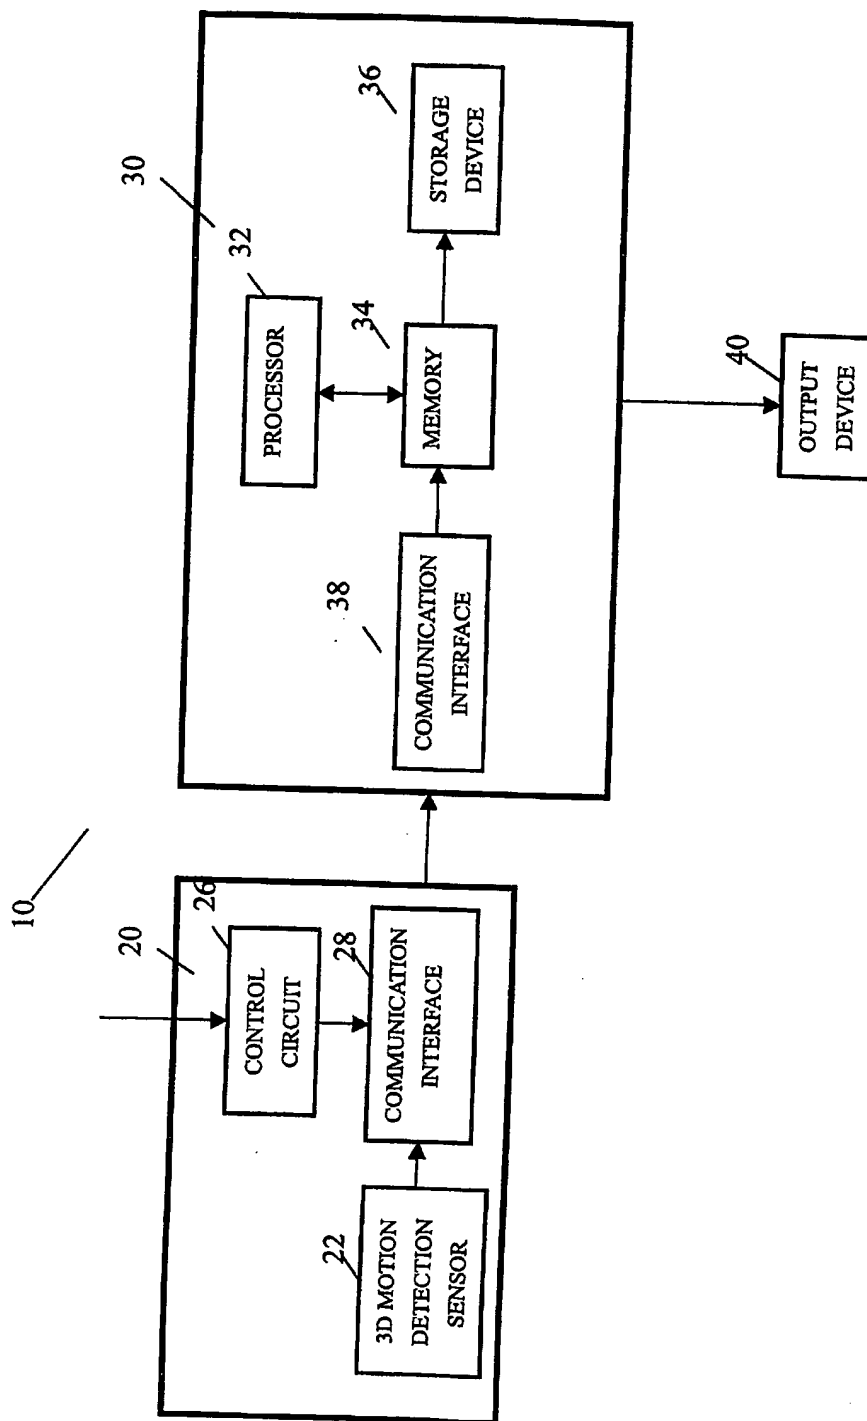 10
20
26
CONTROL
CIRCUIT
28
COMMUNICATION
INTERFACE
22
3D MOTION
DETECTION
SENSOR
30
32
PROCESSOR
34
MEMORY
36
STORAGE
DEVICE
38
COMMUNICATION
INTERFACE
40
OUTPUT
DEVICE